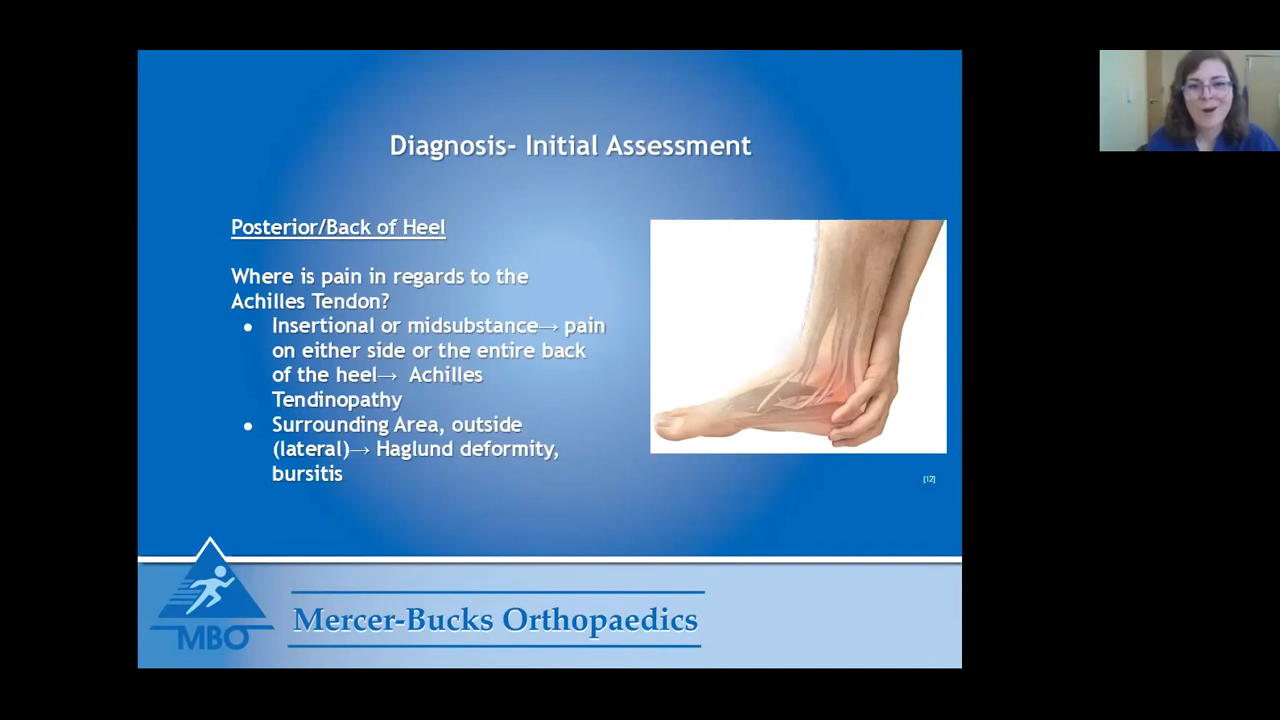 Diagnosis- Initial Assessment
Posterior/Back of Heel
Where is pain in regards to the
Achilles Tendon?
● Insertional or midsubstance→ pain
on either side or the entire back
of the heel→ Achilles
Tendinopathy
● Surrounding Area, outside
(lateral)→ Haglund deformity,
bursitis
[12]
MBO
Mercer-Bucks Orthopaedics